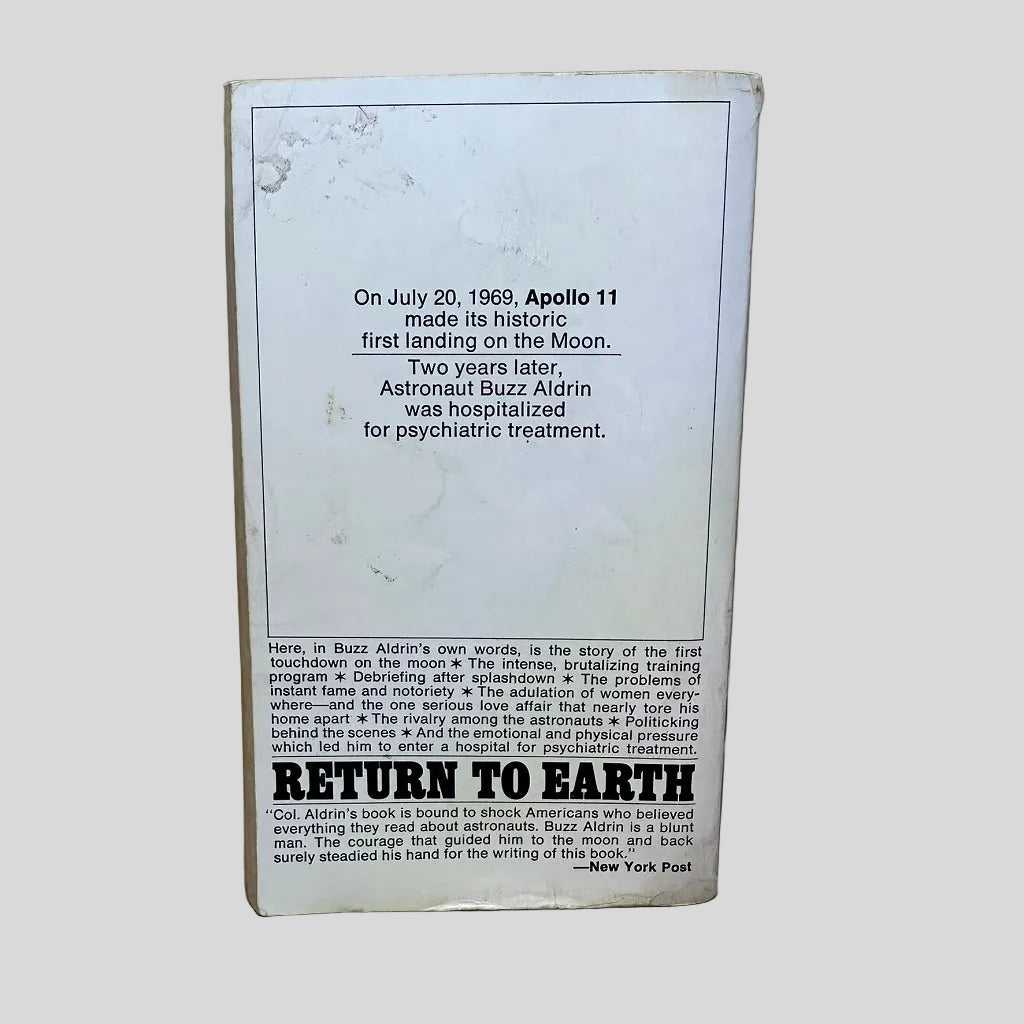 On July 20, 1969, Apollo 11
made its historic
first landing on the Moon.
Two years later,
Astronaut Buzz Aldrin
was hospitalized
for psychiatric treatment.
Here, in Buzz Aldrin's own words, is the story of the first
touchdown on the moon ✶ The intense, brutalizing training
program ✶ Debriefing after splashdown ✶ The problems of
instant fame and notoriety ✶ The adulation of women every-
where—and the one serious love affair that nearly tore his
home apart ✶ The rivalry among the astronauts ✶ Politicking
behind the scenes ✶ And the emotional and physical pressure
which led him to enter a hospital for psychiatric treatment.
RETURN TO EARTH
"Col. Aldrin's book is bound to shock Americans who believed
everything they read about astronauts. Buzz Aldrin is a blunt
man. The courage that guided him to the moon and back
surely steadied his hand for the writing of this book."
—New York Post